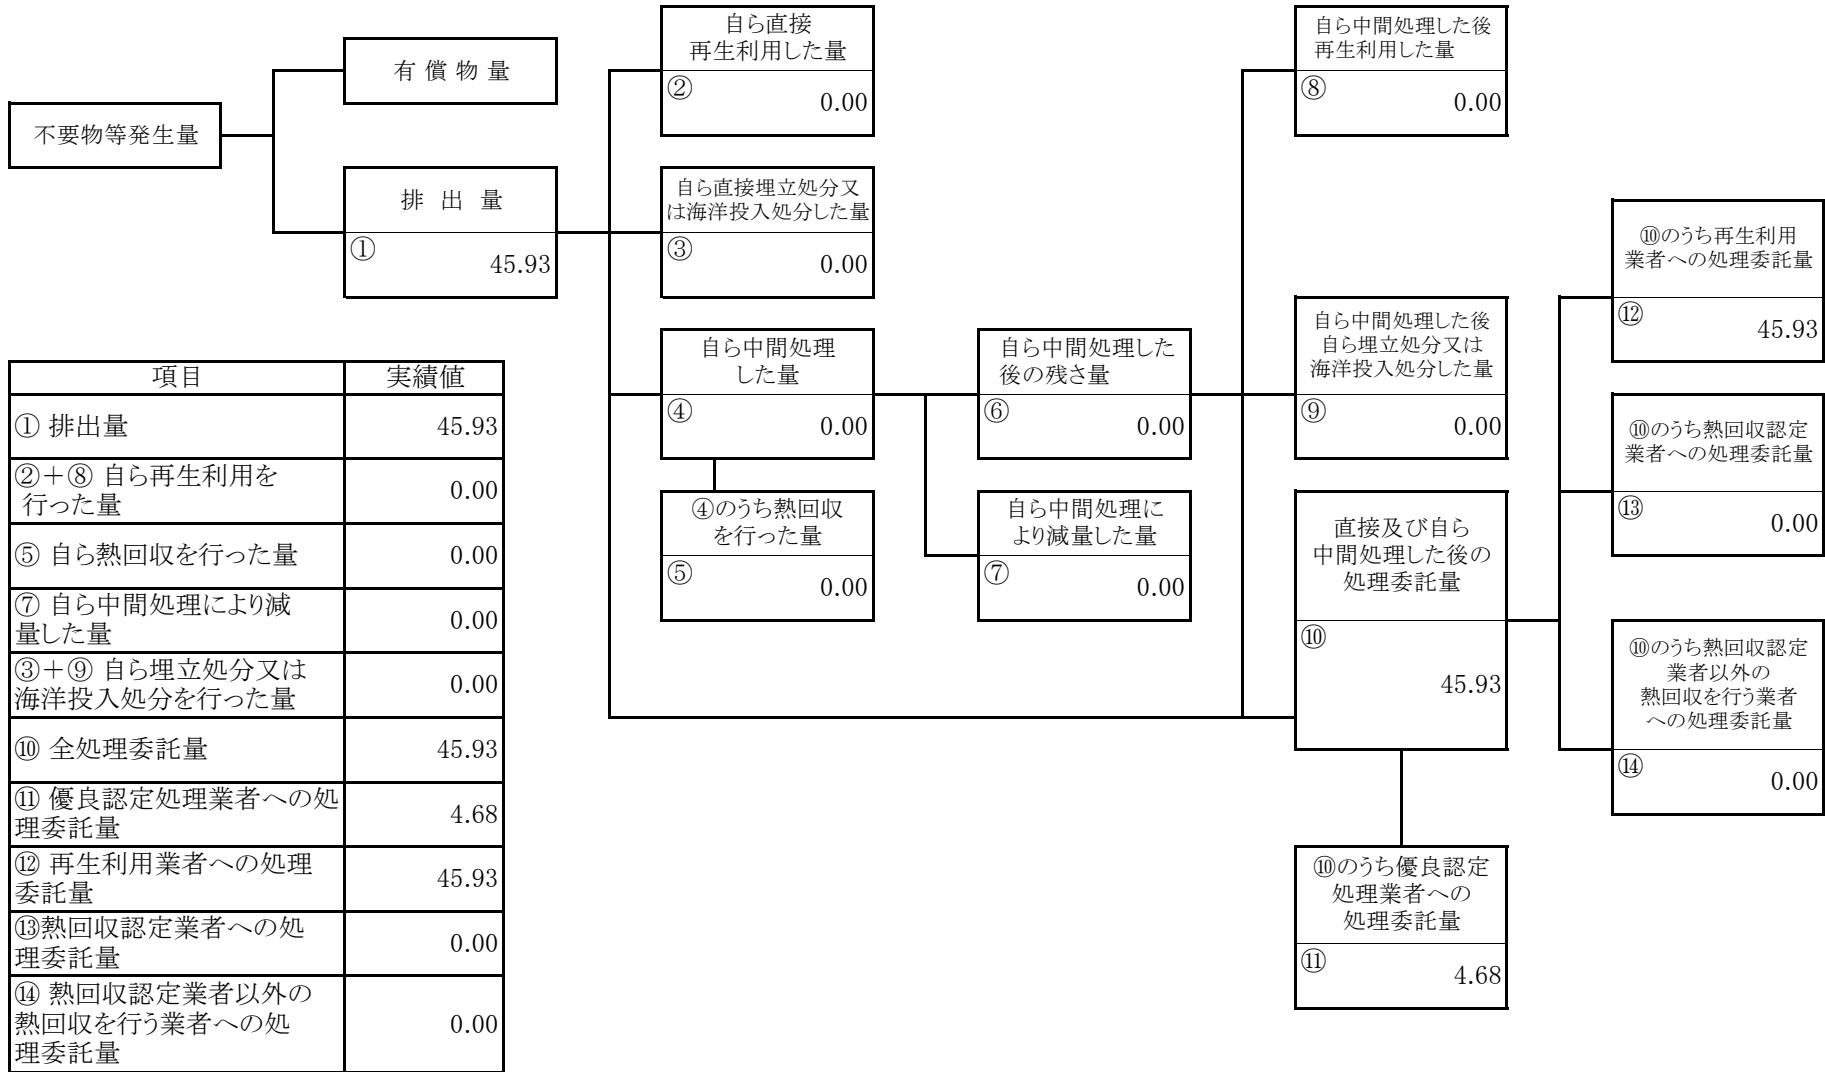 不要物等発生量
有 償 物 量
排 出 量
①
45.93
自ら直接
再生利用した量
②
0.00
自ら直接埋立処分又
は海洋投入処分した量
③
0.00
自ら中間処理
した量
④
0.00
④のうち熱回収
を行った量
⑤
0.00
自ら中間処理した
後の残さ量
⑥
0.00
自ら中間処理に
より減量した量
⑦
0.00
自ら中間処理した後
再生利用した量
⑧
0.00
自ら中間処理した後
自ら埋立処分又は
海洋投入処分した量
⑨
0.00
直接及び自ら
中間処理した後の
処理委託量
⑩
45.93
⑩のうち優良認定
処理業者への
処理委託量
⑪
4.68
⑩のうち再生利用
業者への処理委託量
⑫
45.93
⑩のうち熱回収認定
業者への処理委託量
⑬
0.00
⑩のうち熱回収認定
業者以外の
熱回収を行う業者
への処理委託量
⑭
0.00
項目 実績値
① 排出量 45.93
②+⑧ 自ら再生利用を
行った量
0.00
⑤ 自ら熱回収を行った量 0.00
⑦ 自ら中間処理により減
量した量
0.00
③+⑨ 自ら埋立処分又は
海洋投入処分を行った量
0.00
⑩ 全処理委託量 45.93
⑪ 優良認定処理業者への処
理委託量
4.68
⑫ 再生利用業者への処理
委託量
45.93
⑬熱回収認定業者への処
理委託量
0.00
⑭ 熱回収認定業者以外の
熱回収を行う業者への処
理委託量
0.00